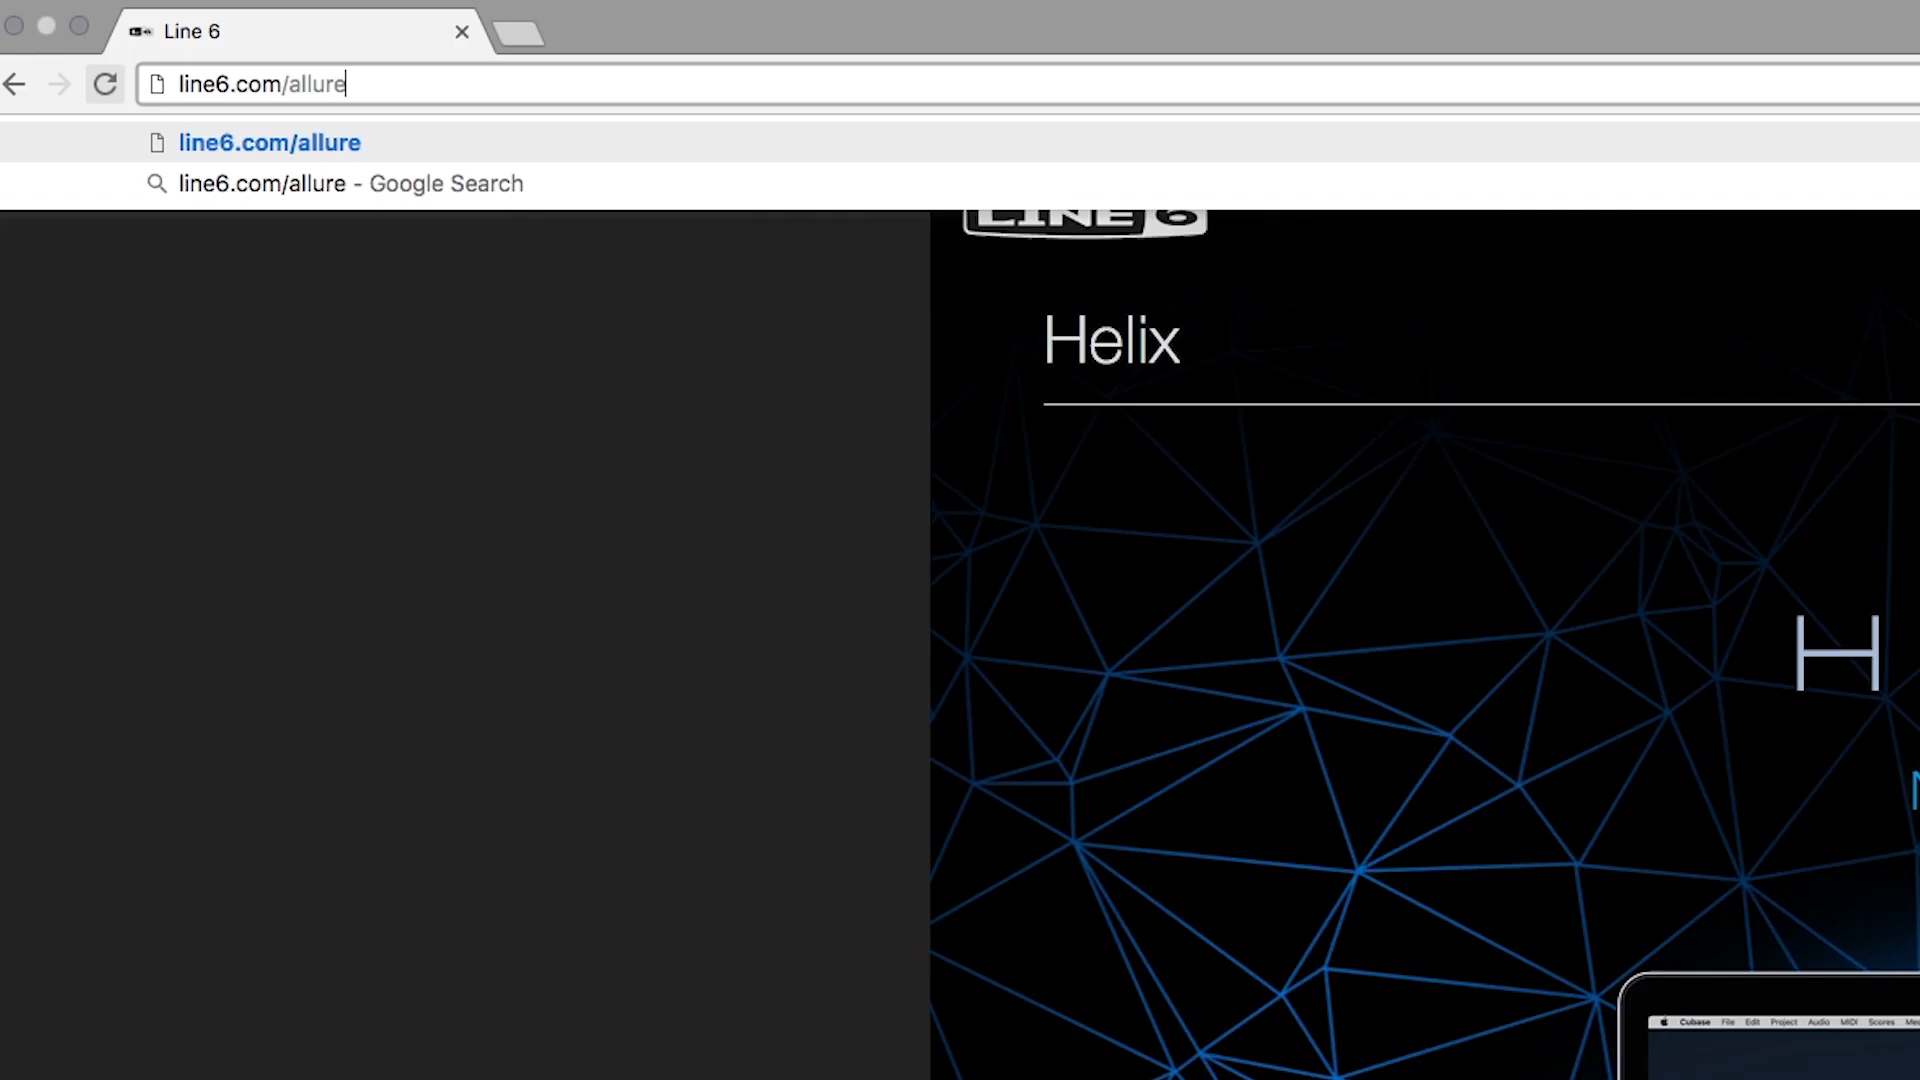 Line 6
line6.com/allure
line6.com/allure
line6.com/allure - Google Search
LINE 6
Helix
H
Cubase File Edit Project Audio MIDI Scores